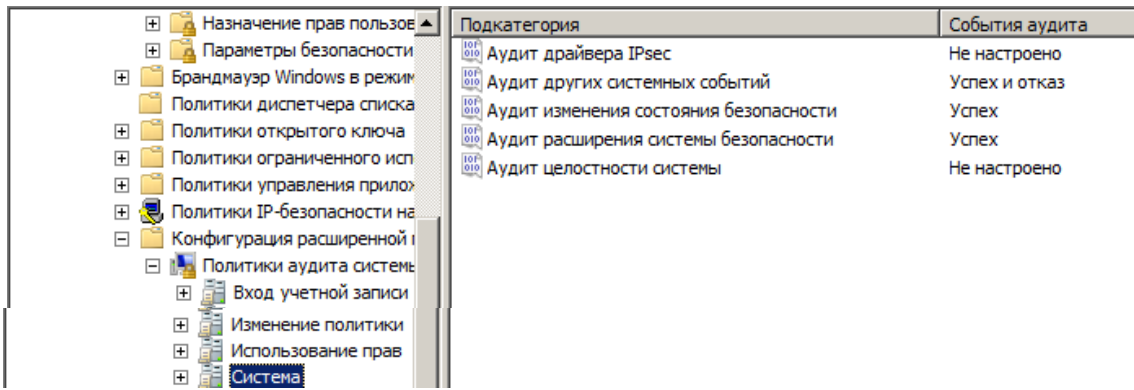 Назначение прав пользов
Параметры безопасности
Брандмауэр Windows в режим
Политики диспетчера списка
Политики открытого ключа
Политики ограниченного исп
Политики управления прилож
Политики IP-безопасности на
Конфигурация расширенной п
Политики аудита системы
Вход учетной записи
Изменение политики
Использование прав
Система
Подкатегория События аудита
Аудит драйвера IPsec Не настроено
Аудит других системных событий Успех и отказ
Аудит изменения состояния безопасности Успех
Аудит расширения системы безопасности Успех
Аудит целостности системы Не настроено